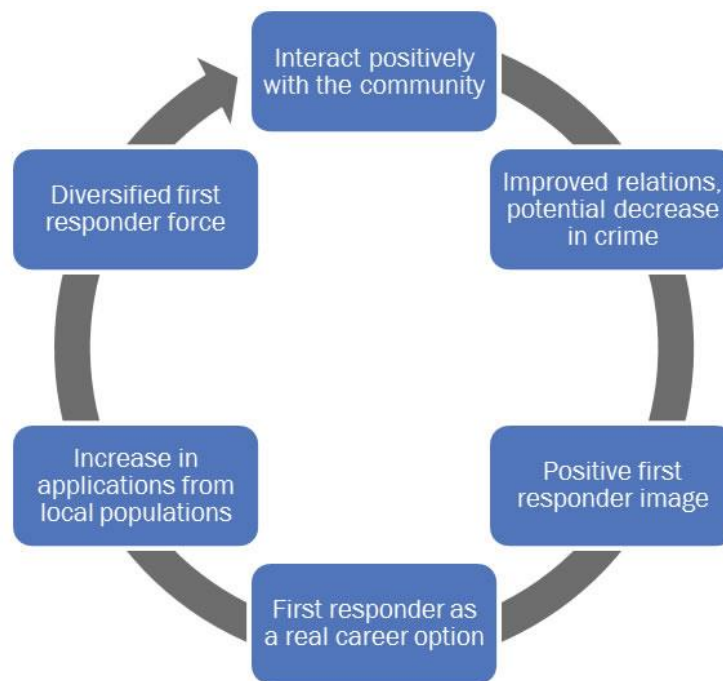 Interact positively
with the community
Improved relations,
potential decrease
in crime
Positive first
responder image
First responder as
a real career option
Increase in
applications from
local populations
Diversified first
responder force